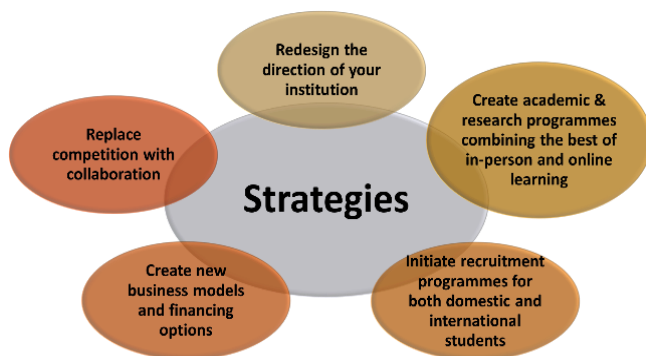 Redesign the
direction of your
institution
Create academic &
research programmes
combining the best of
in-person and online
learning
Replace
competition with
collaboration
Strategies
Create new
business models
and financing
options
Initiate recruitment
programmes for
both domestic and
international
students